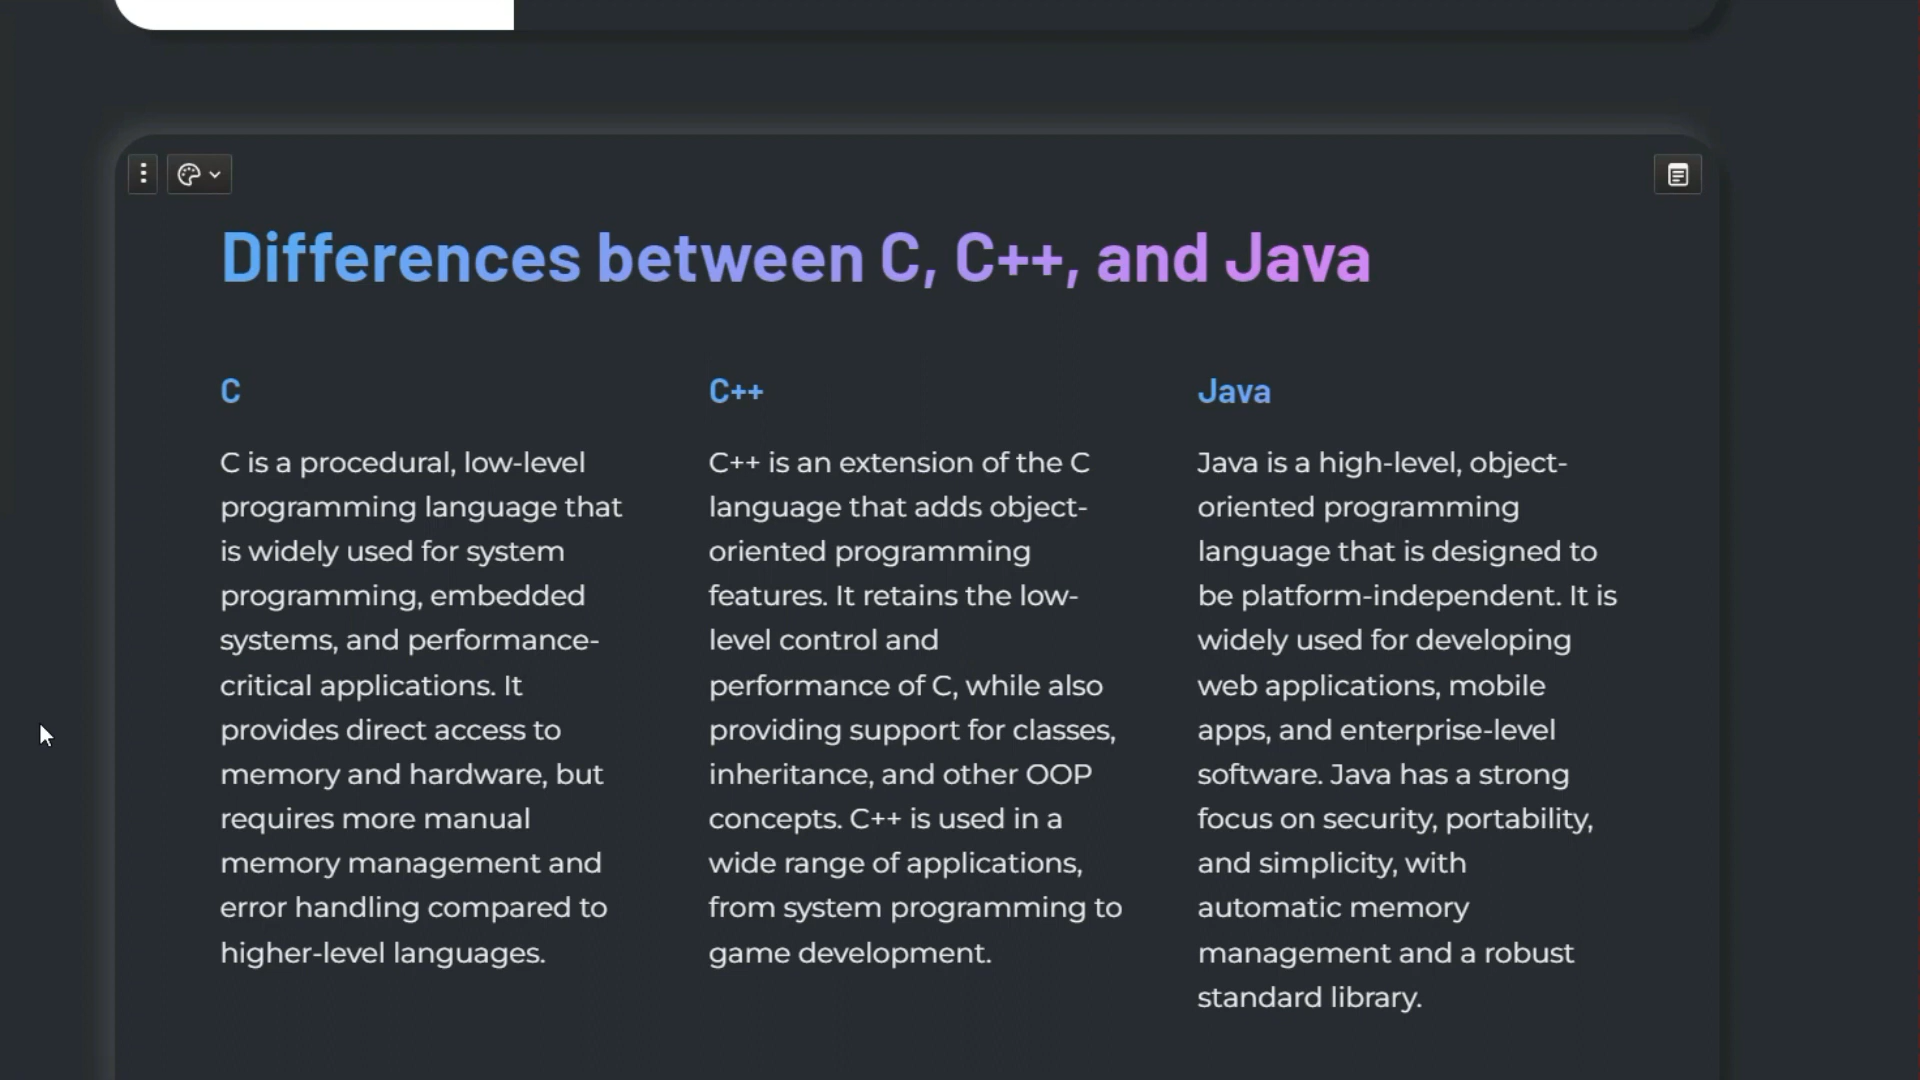 Differences between C, C++, and Java
C
C is a procedural, low-level
programming language that
is widely used for system
programming, embedded
systems, and performance-
critical applications. It
provides direct access to
memory and hardware, but
requires more manual
memory management and
error handling compared to
higher-level languages.
C++
C++ is an extension of the C
language that adds object-
oriented programming
features. It retains the low-
level control and
performance of C, while also
providing support for classes,
inheritance, and other OOP
concepts. C++ is used in a
wide range of applications,
from system programming to
game development.
Java
Java is a high-level, object-
oriented programming
language that is designed to
be platform-independent. It is
widely used for developing
web applications, mobile
apps, and enterprise-level
software. Java has a strong
focus on security, portability,
and simplicity, with
automatic memory
management and a robust
standard library.